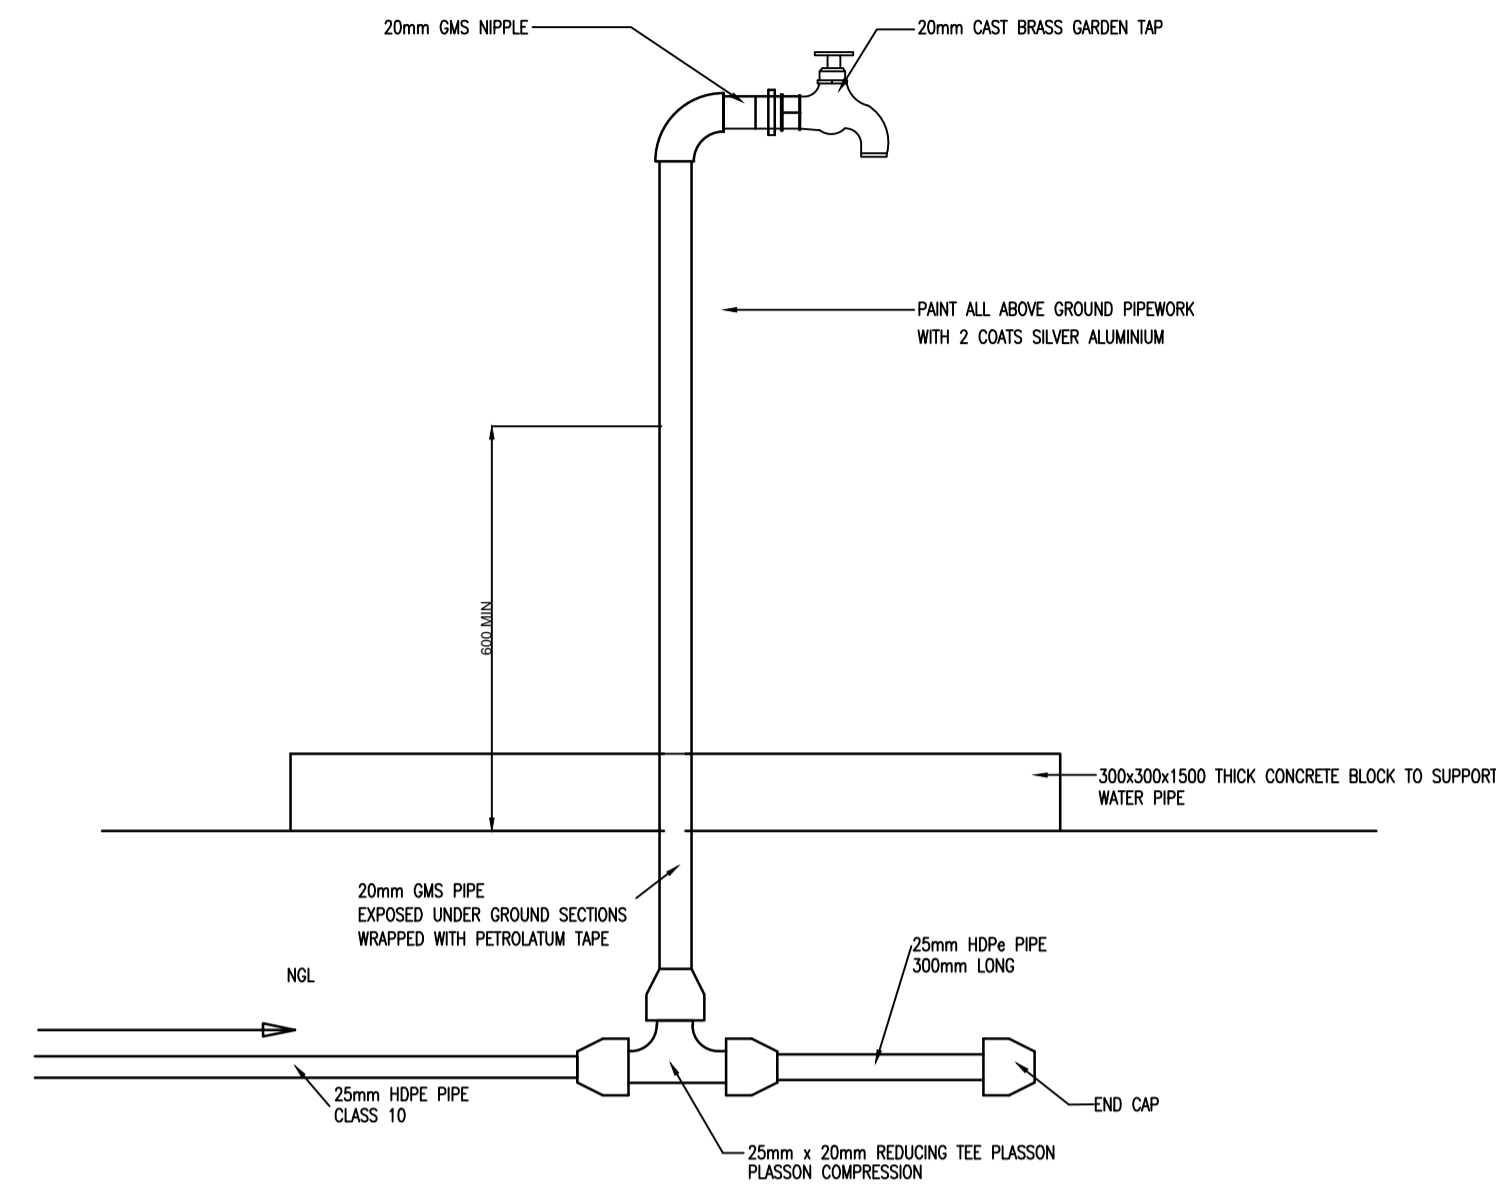 20mm GMS NIPPLE
20mm CAST BRASS GARDEN TAP
PAINT ALL ABOVE GROUND PIPEWORK
WITH 2 COATS SILVER ALUMINIUM
600 MIN
300x300x1500 THICK CONCRETE BLOCK TO SUPPORT
WATER PIPE
20mm GMS PIPE
EXPOSED UNDER GROUND SECTIONS
WRAPPED WITH PETROLATUM TAPE
25mm HDPe PIPE
300mm LONG
NGL
25mm HDPE PIPE
CLASS 10
END CAP
25mm x 20mm REDUCING TEE PLASSON
PLASSON COMPRESSION